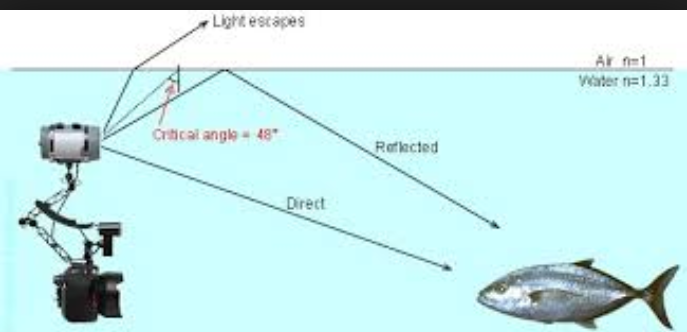 Light escapes
Air n=1
Water n=1.33
Critical angle = 48°
Reflected
Direct